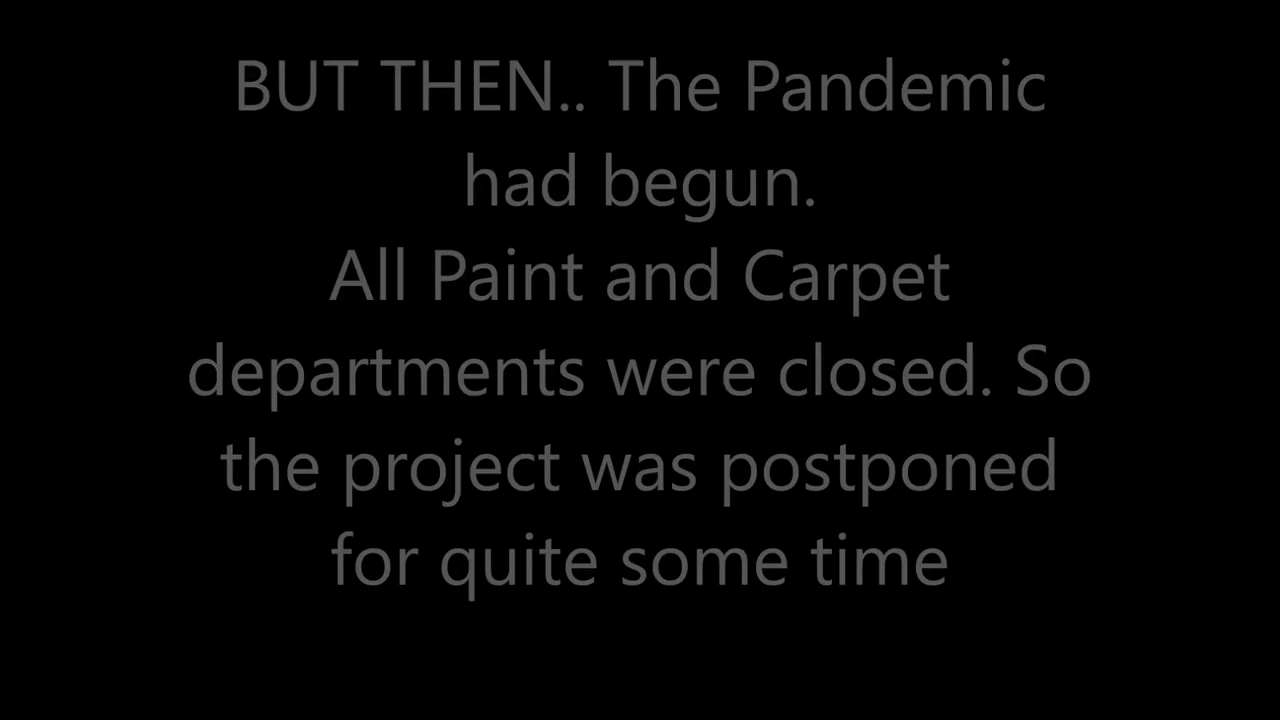 BUT THEN.. The Pandemic
had begun.
All Paint and Carpet
departments were closed. So
the project was postponed
for quite some time